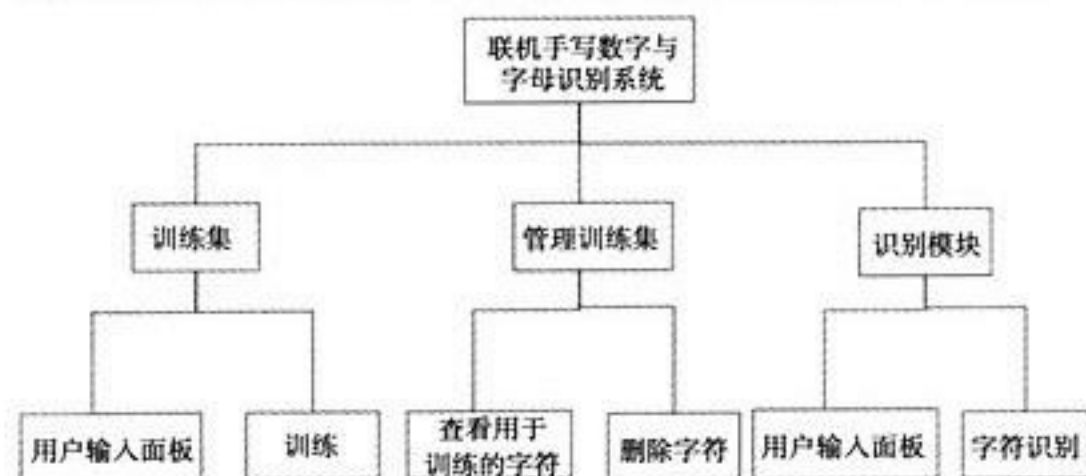 联机手写数字与
字母识别系统
训练集
管理训练集
识别模块
用户输入面板
训练
查看用于
训练的字符
删除字符
用户输入面板
字符识别